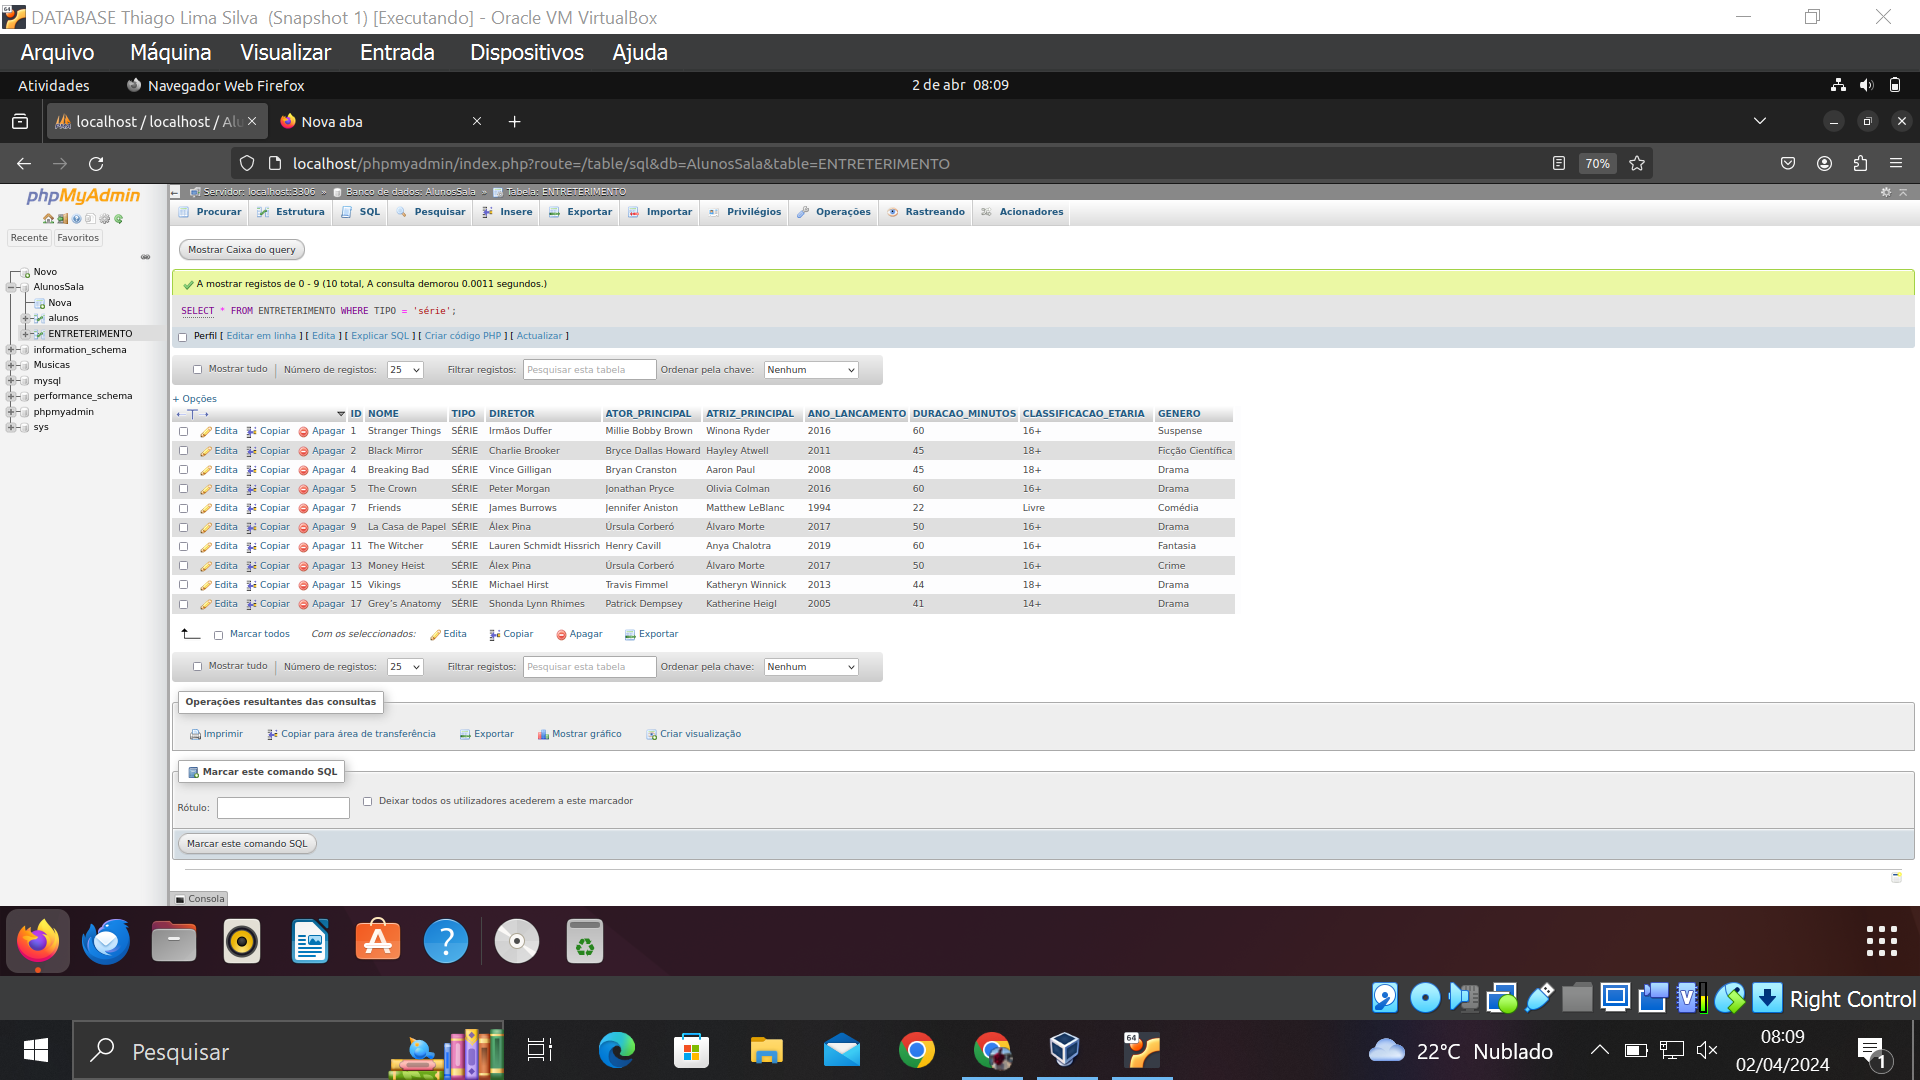 DATABASE Thiago Lima Silva (Snapshot 1) [Executando] - Oracle VM VirtualBox
Arquivo Máquina Visualizar Entrada Dispositivos Ajuda
Atividades Navegador Web Firefox 2 de abr 08:09
localhost / localhost / Alu Nova aba
localhost/phpmyadmin/index.php?route=/table/sql&db=AlunosSala&table=ENTRETERIMENTO 70%
phpMyAdmin
Recente Favoritos
Novo
AlunosSala
Nova
alunos
ENTRETERIMENTO
information_schema
Musicas
mysql
performance_schema
phpmyadmin
sys
Servidor: localhost:3306 » Banco de dados: AlunosSala » Tabela: ENTRETERIMENTO
Procurar Estrutura SQL Pesquisar Insere Exportar Importar Privilégios Operações Rastreando Acionadores
Mostrar Caixa do query
A mostrar registos de 0 - 9 (10 total, A consulta demorou 0.0011 segundos.)
SELECT * FROM ENTRETERIMENTO WHERE TIPO = 'série';
Perfil [ Editar em linha ] [ Edita ] [ Explicar SQL ] [ Criar código PHP ] [ Actualizar ]
Mostrar tudo Número de registos: 25 Filtrar registos: Pesquisar esta tabela Ordenar pela chave: Nenhum
+ Opções
ID NOME TIPO DIRETOR ATOR_PRINCIPAL ATRIZ_PRINCIPAL ANO_LANCAMENTO DURACAO_MINUTOS CLASSIFICACAO_ETARIA GENERO
Edita Copiar Apagar 1 Stranger Things SÉRIE Irmãos Duffer Millie Bobby Brown Winona Ryder 2016 60 16+ Suspense
Edita Copiar Apagar 2 Black Mirror SÉRIE Charlie Brooker Bryce Dallas Howard Hayley Atwell 2011 45 18+ Ficção Científica
Edita Copiar Apagar 4 Breaking Bad SÉRIE Vince Gilligan Bryan Cranston Aaron Paul 2008 45 18+ Drama
Edita Copiar Apagar 5 The Crown SÉRIE Peter Morgan Jonathan Pryce Olivia Colman 2016 60 16+ Drama
Edita Copiar Apagar 7 Friends SÉRIE James Burrows Jennifer Aniston Matthew LeBlanc 1994 22 Livre Comédia
Edita Copiar Apagar 9 La Casa de Papel SÉRIE Álex Pina Úrsula Corberó Álvaro Morte 2017 50 16+ Drama
Edita Copiar Apagar 11 The Witcher SÉRIE Lauren Schmidt Hissrich Henry Cavill Anya Chalotra 2019 60 16+ Fantasia
Edita Copiar Apagar 13 Money Heist SÉRIE Álex Pina Úrsula Corberó Álvaro Morte 2017 50 16+ Crime
Edita Copiar Apagar 15 Vikings SÉRIE Michael Hirst Travis Fimmel Katheryn Winnick 2013 44 18+ Drama
Edita Copiar Apagar 17 Grey's Anatomy SÉRIE Shonda Lynn Rhimes Patrick Dempsey Katherine Heigl 2005 41 14+ Drama
Marcar todos Com os seleccionados: Edita Copiar Apagar Exportar
Mostrar tudo Número de registos: 25 Filtrar registos: Pesquisar esta tabela Ordenar pela chave: Nenhum
Operações resultantes das consultas
Imprimir Copiar para área de transferência Exportar Mostrar gráfico Criar visualização
Marcar este comando SQL
Rótulo: Deixar todos os utilizadores acederem a este marcador
Marcar este comando SQL
Consola
Right Control
Pesquisar 64 22°C Nublado 08:09
02/04/2024 1